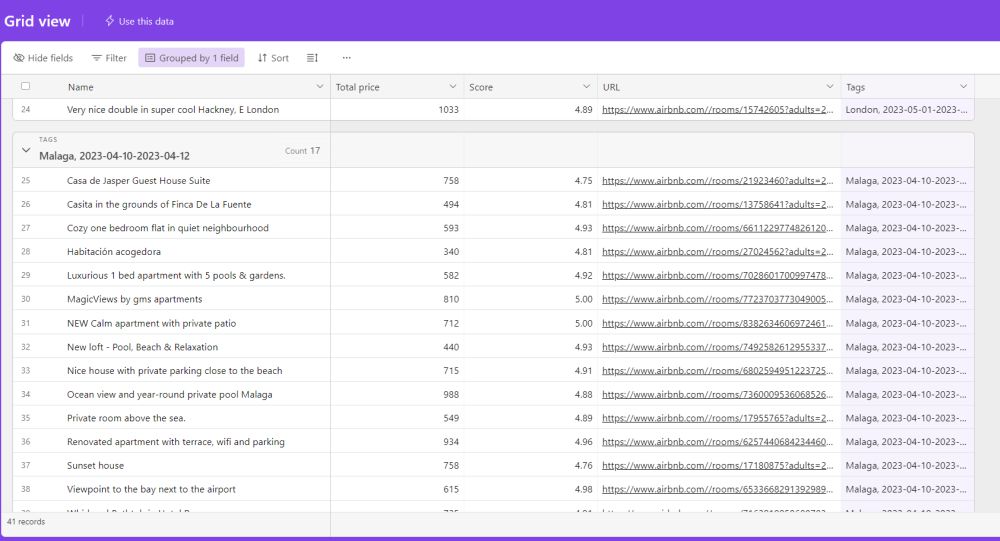 Grid view
Use this data
Hide fields Filter Grouped by 1 field Sort ...
Name Total price Score URL Tags
24 Very nice double in super cool Hackney, E London 1033 4.89 https://www.airbnb.com//rooms/15742605?adults=2... London, 2023-05-01-2023-...
TAGS
Malaga, 2023-04-10-2023-04-12 Count 17
25 Casa de Jasper Guest House Suite 758 4.75 https://www.airbnb.com//rooms/21923460?adults=2... Malaga, 2023-04-10-2023-...
26 Casita in the grounds of Finca De La Fuente 494 4.81 https://www.airbnb.com//rooms/13758641?adults=2... Malaga, 2023-04-10-2023-...
27 Cozy one bedroom flat in quiet neighbourhood 593 4.93 https://www.airbnb.com//rooms/6611229774826120... Malaga, 2023-04-10-2023-...
28 Habitación acogedora 340 4.81 https://www.airbnb.com//rooms/27024562?adults=2... Malaga, 2023-04-10-2023-...
29 Luxurious 1 bed apartment with 5 pools & gardens. 582 4.92 https://www.airbnb.com//rooms/7028601700997478... Malaga, 2023-04-10-2023-...
30 MagicViews by gms apartments 810 5.00 https://www.airbnb.com//rooms/7723703773049005... Malaga, 2023-04-10-2023-...
31 NEW Calm apartment with private patio 712 5.00 https://www.airbnb.com//rooms/8382634606972461... Malaga, 2023-04-10-2023-...
32 New loft - Pool, Beach & Relaxation 440 4.93 https://www.airbnb.com//rooms/7492582612955337... Malaga, 2023-04-10-2023-...
33 Nice house with private parking close to the beach 715 4.91 https://www.airbnb.com//rooms/6802594951223725... Malaga, 2023-04-10-2023-...
34 Ocean view and year-round private pool Malaga 988 4.88 https://www.airbnb.com//rooms/7360009536068526... Malaga, 2023-04-10-2023-...
35 Private room above the sea. 549 4.89 https://www.airbnb.com//rooms/17955765?adults=2... Malaga, 2023-04-10-2023-...
36 Renovated apartment with terrace, wifi and parking 934 4.96 https://www.airbnb.com//rooms/6257440684234460... Malaga, 2023-04-10-2023-...
37 Sunset house 758 4.76 https://www.airbnb.com//rooms/17180875?adults=2... Malaga, 2023-04-10-2023-...
38 Viewpoint to the bay next to the airport 615 4.98 https://www.airbnb.com//rooms/6533668291392989... Malaga, 2023-04-10-2023-...
41 records